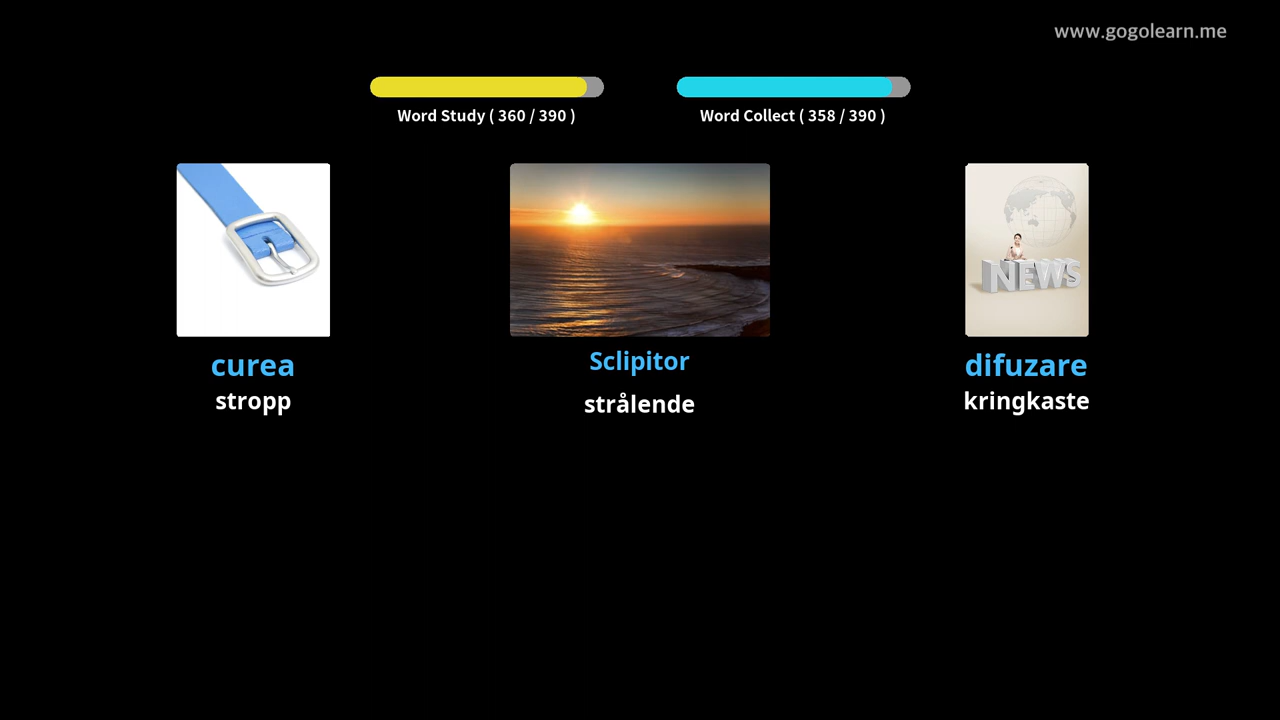 www.gogolearn.me
Word Study ( 360 / 390 )
Word Collect ( 358 / 390 )
NEWS
curea
stropp
Sclipitor
strålende
difuzare
kringkaste